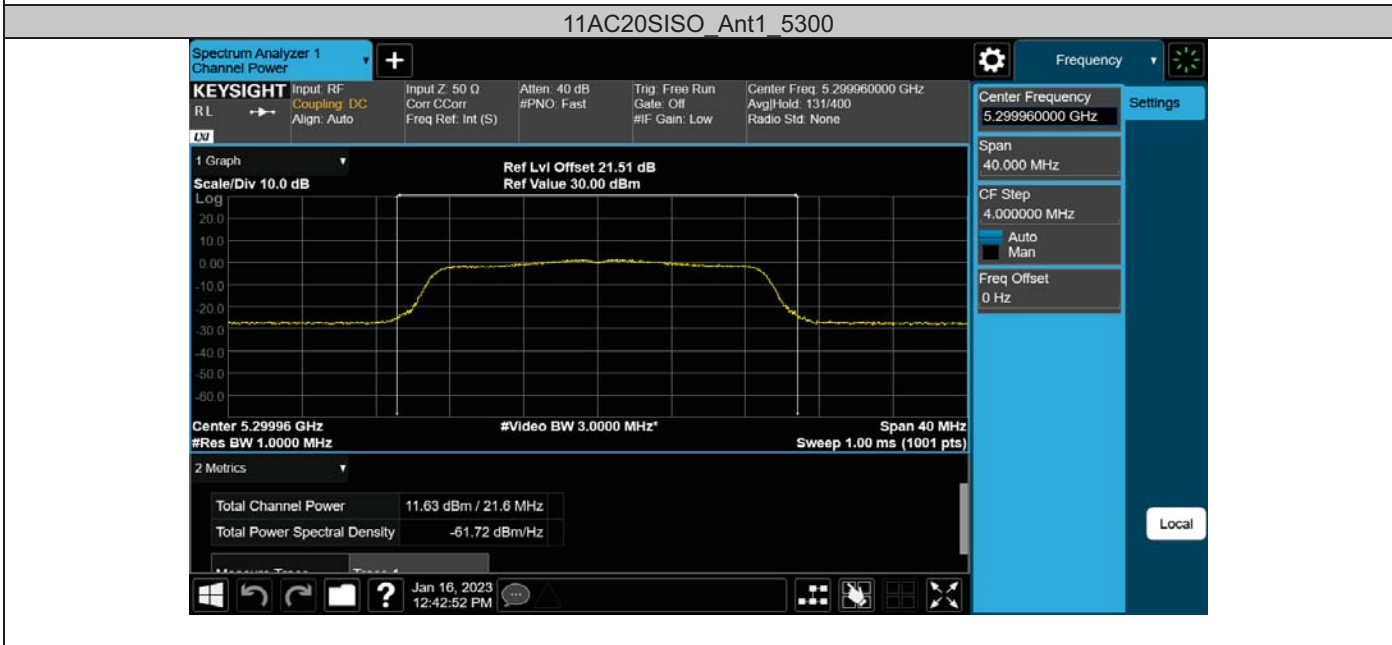 11AC20SISO_Ant1_5300
Spectrum Analyzer 1
Channel Power
Frequency
KEYSIGHT
RL
LXI
Input: RF
Coupling: DC
Align: Auto
Input Z: 50 Ω
Corr CCorr
Freq Ref: Int (S)
Atten: 40 dB
#PNO: Fast
Trig: Free Run
Gate: Off
#IF Gain: Low
Center Freq: 5.299960000 GHz
Avg|Hold: 131/400
Radio Std: None
Center Frequency
5.299960000 GHz
Settings
Span
40.000 MHz
CF Step
4.000000 MHz
Auto
Man
Freq Offset
0 Hz
Local
1 Graph
Scale/Div 10.0 dB
Ref Lvl Offset 21.51 dB
Ref Value 30.00 dBm
Log
20.0
10.0
0.00
-10.0
-20.0
-30.0
-40.0
-50.0
-60.0
Center 5.29996 GHz
#Video BW 3.0000 MHz*
Span 40 MHz
#Res BW 1.0000 MHz
Sweep 1.00 ms (1001 pts)
2 Metrics
Total Channel Power 11.63 dBm / 21.6 MHz
Total Power Spectral Density -61.72 dBm/Hz
?
Jan 16, 2023
12:42:52 PM